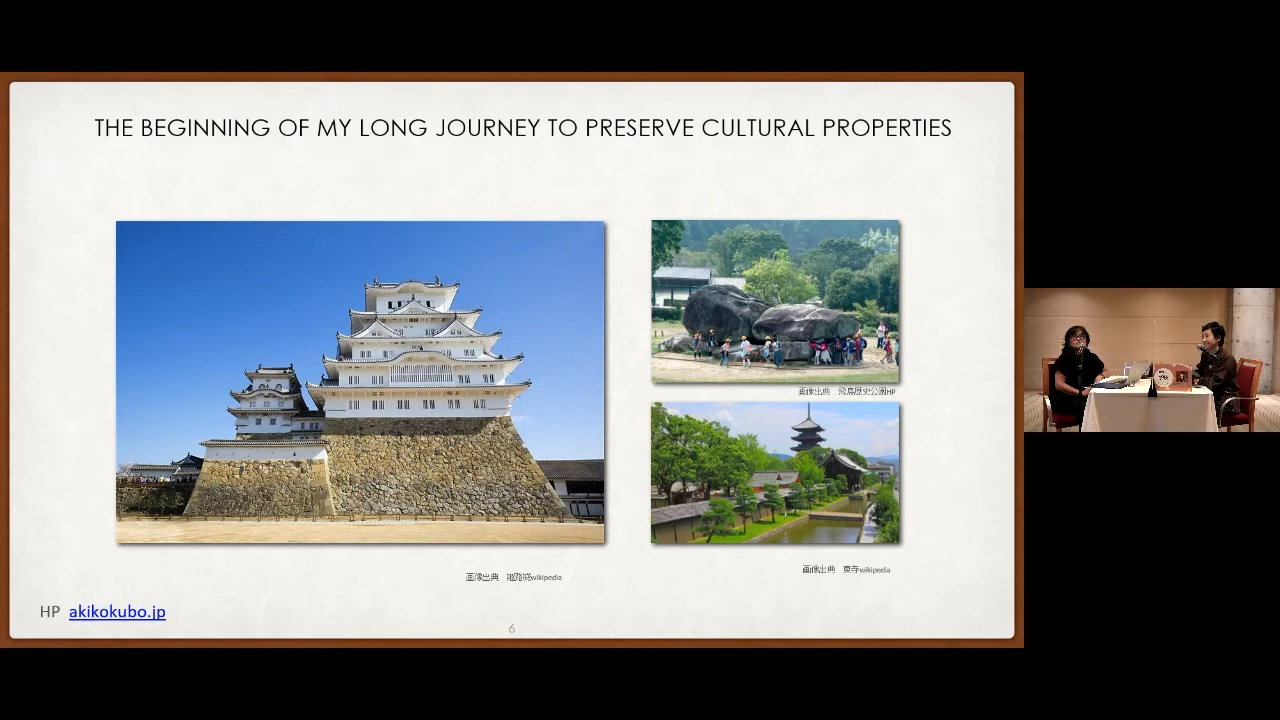 THE BEGINNING OF MY LONG JOURNEY TO PRESERVE CULTURAL PROPERTIES
画像出典　飛鳥歴史公園HP
画像出典　姫路城wikipedia
画像出典　東寺wikipedia
HP akikokubo.jp
6